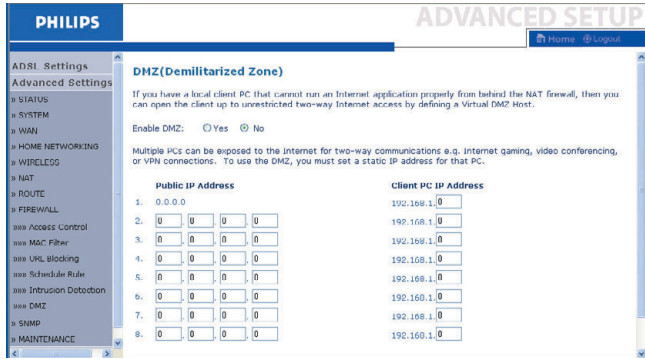 PHILIPS
ADVANCED SETUP
Home Logout
ADSL Settings
Advanced Settings
» STATUS
» SYSTEM
» WAN
» HOME NETWORKING
» WIRELESS
» NAT
» ROUTE
» FIREWALL
»»» Access Control
»»» MAC Filter
»»» URL Blocking
»»» Schedule Rule
»»» Intrusion Detection
»»» DMZ
» SNMP
» MAINTENANCE
DMZ(Demilitarized Zone)
If you have a local client PC that cannot run an Internet application properly from behind the NAT firewall, then you
can open the client up to unrestricted two-way Internet access by defining a Virtual DMZ Host.
Enable DMZ: Yes No
Multiple PCs can be exposed to the Internet for two-way communications e.g. Internet gaming, video conferencing,
or VPN connections. To use the DMZ, you must set a static IP address for that PC.
Public IP Address Client PC IP Address
1. 0.0.0.0 192.168.1. 0
2. 0 . 0 . 0 . 0 192.168.1. 0
3. 0 . 0 . 0 . 0 192.168.1. 0
4. 0 . 0 . 0 . 0 192.168.1. 0
5. 0 . 0 . 0 . 0 192.168.1. 0
6. 0 . 0 . 0 . 0 192.168.1. 0
7. 0 . 0 . 0 . 0 192.168.1. 0
8. 0 . 0 . 0 . 0 192.168.1. 0